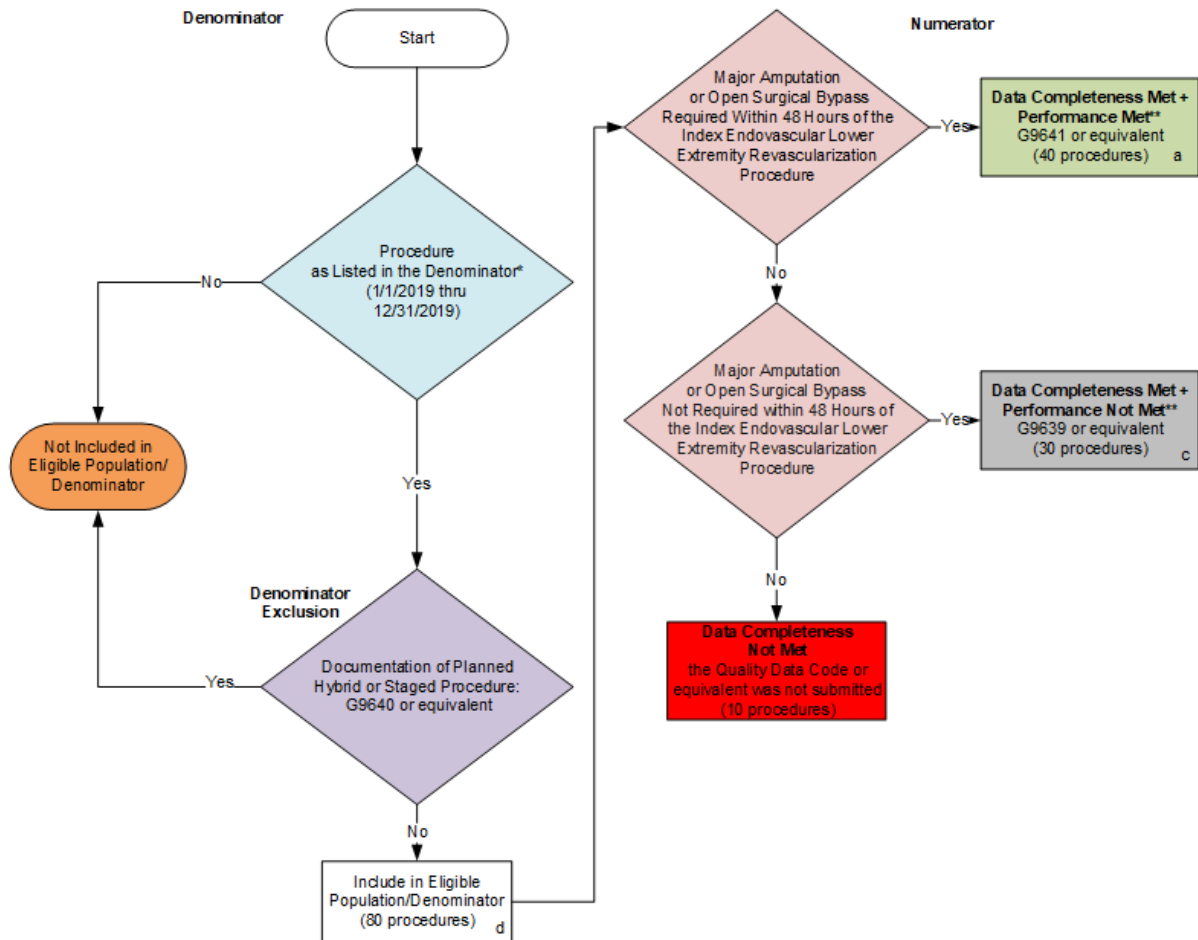 Denominator
Start
Procedure
as Listed in the Denominator*
(1/1/2019 thru
12/31/2019)
No
Not Included in
Eligible Population/
Denominator
Yes
Denominator
Exclusion
Documentation of Planned
Hybrid or Staged Procedure:
G9640 or equivalent
Yes
No
Include in Eligible
Population/Denominator
(80 procedures)
d
Numerator
Major Amputation
or Open Surgical Bypass
Required Within 48 Hours of the
Index Endovascular Lower
Extremity Revascularization
Procedure
Yes
Data Completeness Met +
Performance Met**
G9641 or equivalent
(40 procedures)
a
No
Major Amputation
or Open Surgical Bypass
Not Required within 48 Hours of
the Index Endovascular Lower
Extremity Revascularization
Procedure
Yes
Data Completeness Met +
Performance Not Met**
G9639 or equivalent
(30 procedures)
c
No
Data Completeness
Not Met
the Quality Data Code or
equivalent was not submitted
(10 procedures)